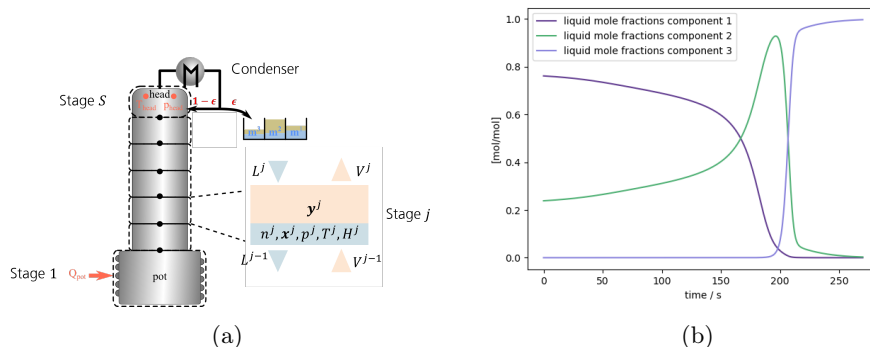 Condenser
head
Stage S
1 − ϵ
ϵ
m¹ m²
L^j
V^j
y^j
Stage j
n^j, x^j, p^j, T^j, H^j
L^{j−1}
V^{j−1}
Stage 1
Q_pot
pot
(a)
liquid mole fractions component 1
liquid mole fractions component 2
liquid mole fractions component 3
[mol/mol]
1.0
0.8
0.6
0.4
0.2
0.0
0 50 100 150 200 250
time / s
(b)